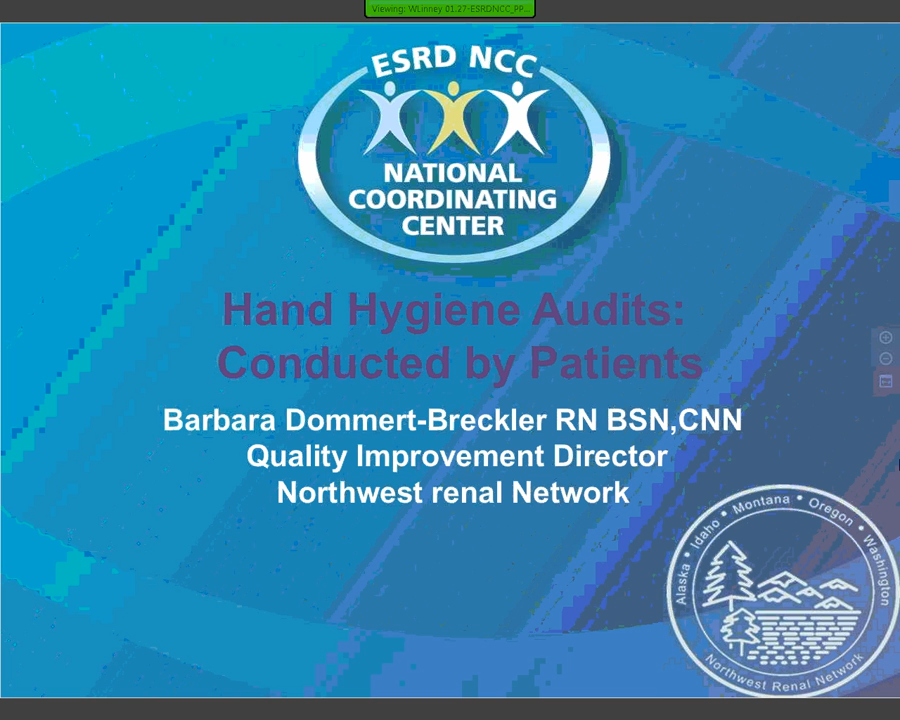 Viewing: WLinney 01.27-ESRDNCC_PP...
ESRD NCC
NATIONAL
COORDINATING
CENTER
Hand Hygiene Audits:
Conducted by Patients
Barbara Dommert-Breckler RN BSN,CNN
Quality Improvement Director
Northwest renal Network
Alaska • Idaho • Montana • Oregon • Washington
Northwest Renal Network